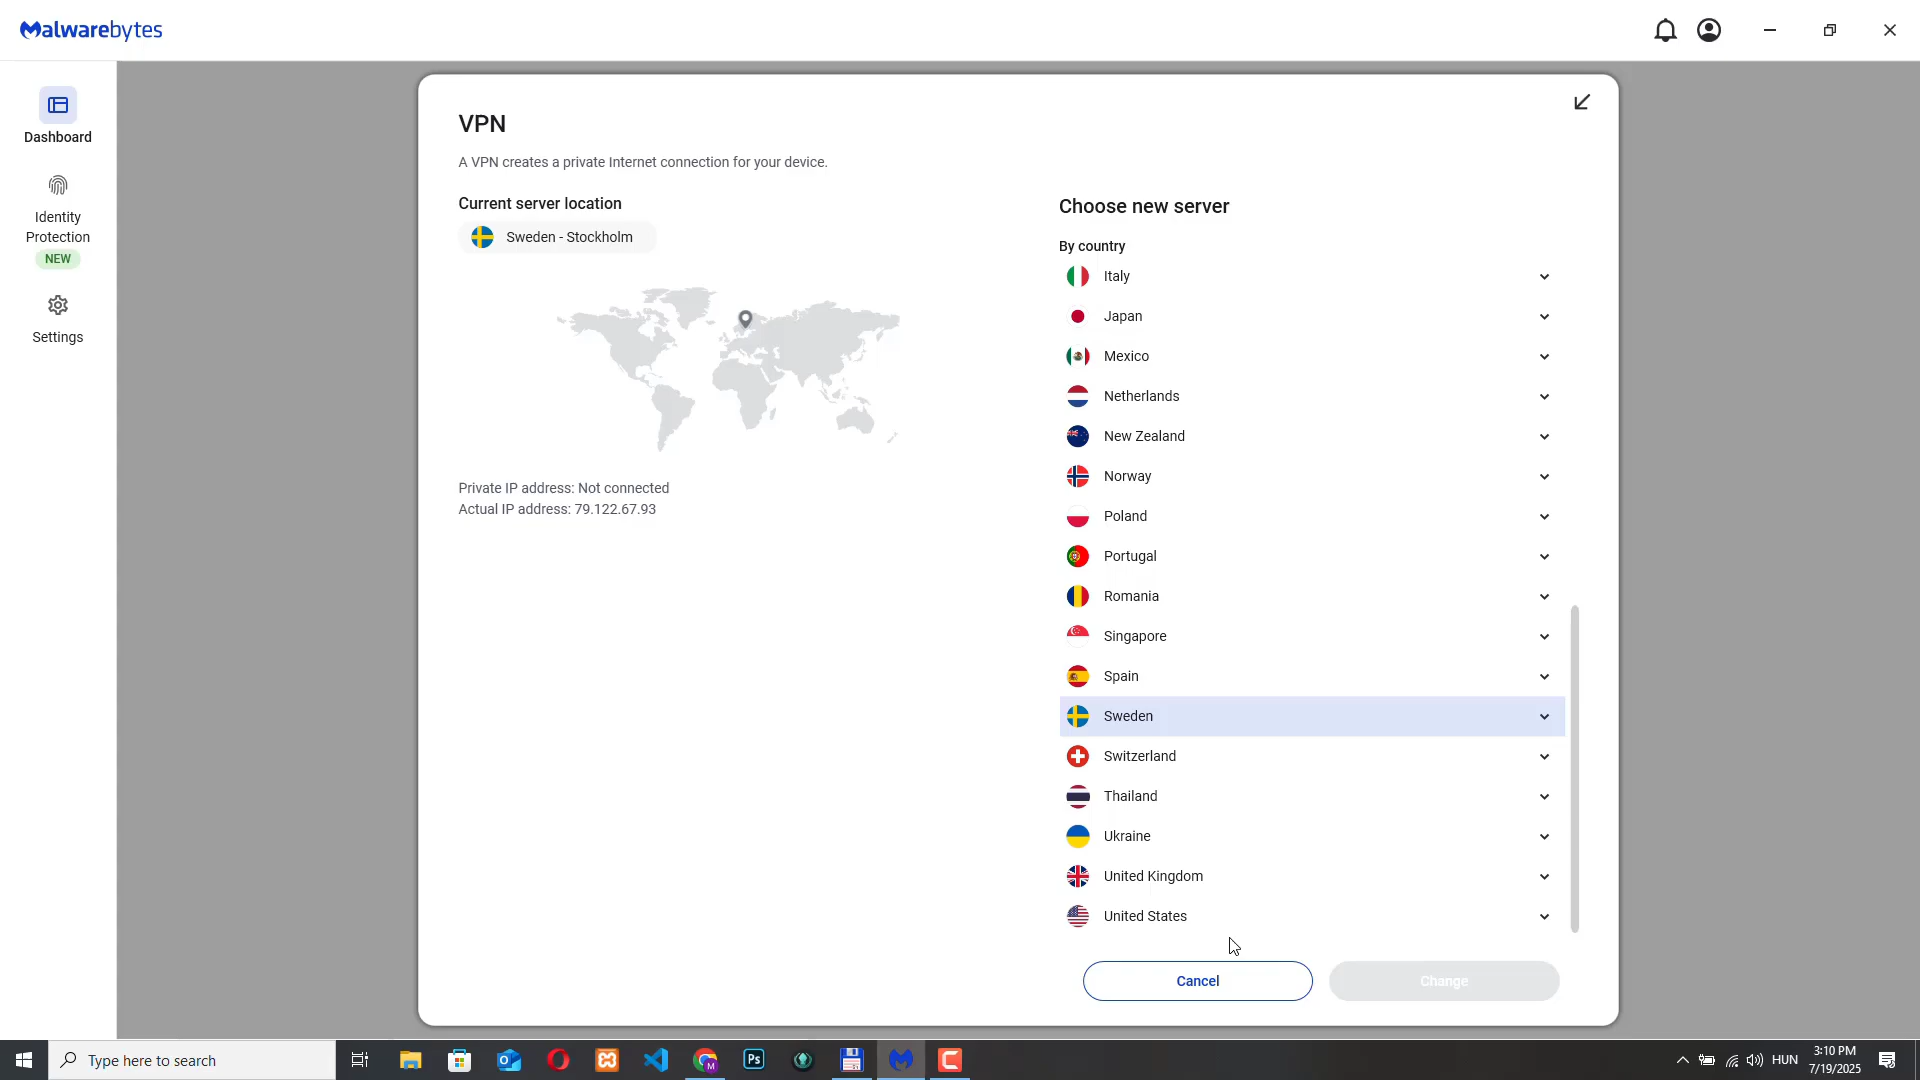 Malwarebytes
Dashboard
Identity
Protection
NEW
Settings
VPN
A VPN creates a private Internet connection for your device.
Current server location
Sweden - Stockholm
Private IP address: Not connected
Actual IP address: 79.122.67.93
Choose new server
By country
Italy
Japan
Mexico
Netherlands
New Zealand
Norway
Poland
Portugal
Romania
Singapore
Spain
Sweden
Switzerland
Thailand
Ukraine
United Kingdom
United States
Cancel
Change
Type here to search
M
Ps
HUN
3:10 PM
7/19/2025